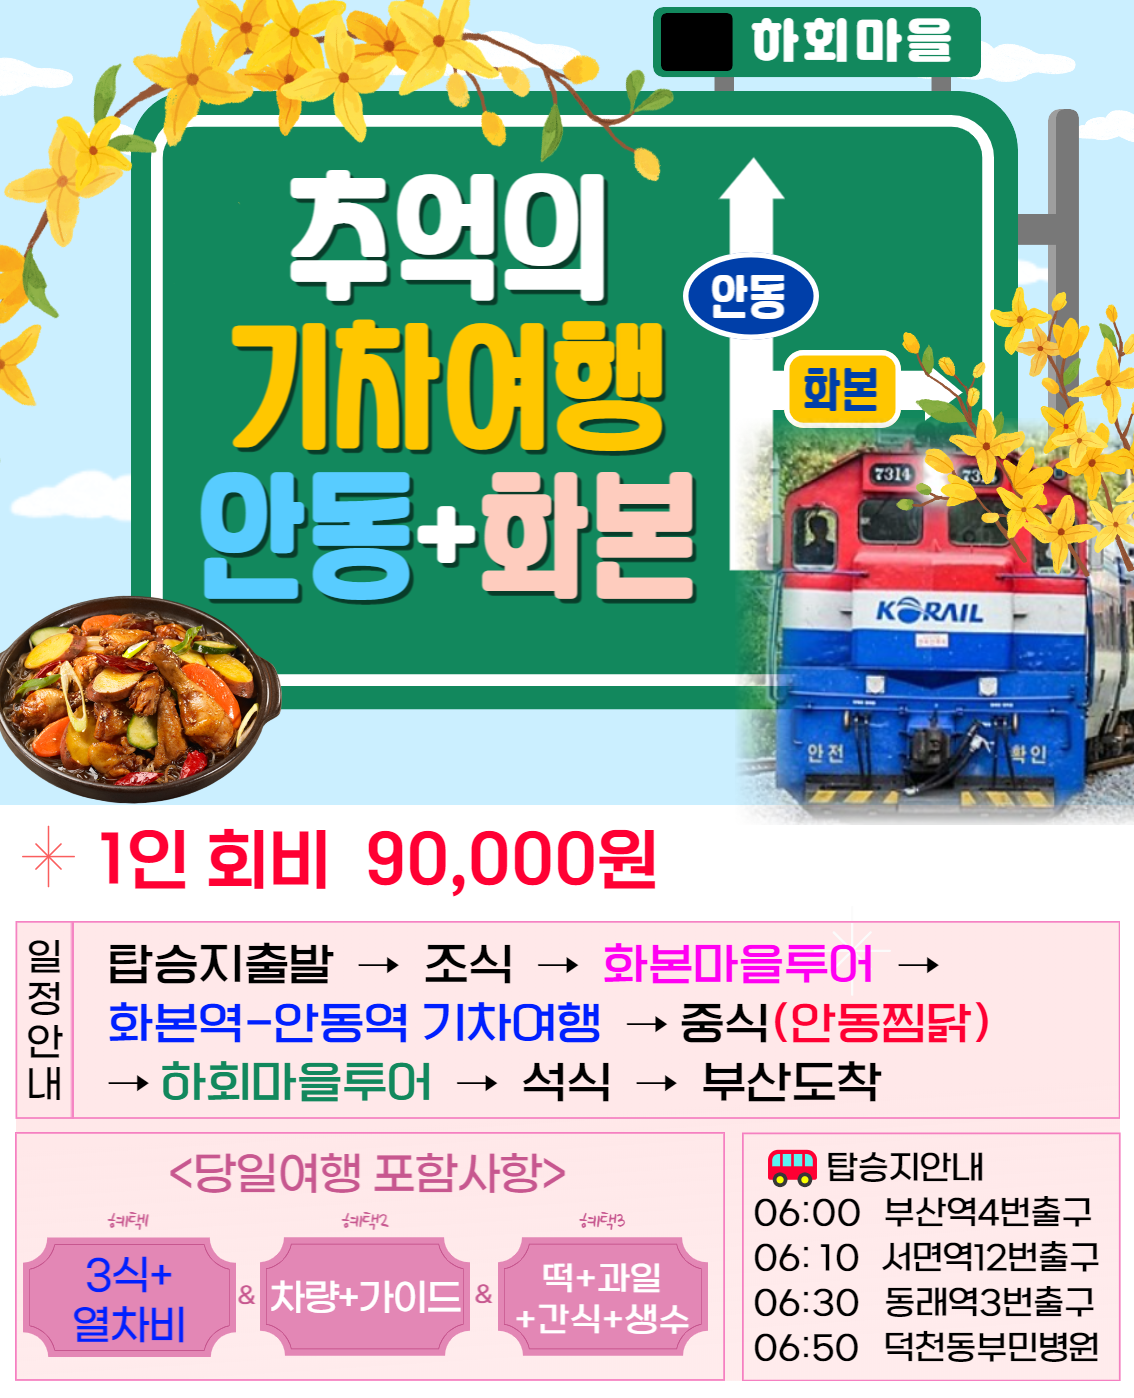 하회마을
추억의
기차여행
안동+화본
안동
화본
7314
73
KORAIL
안전 확인
1인 회비 90,000원
일정안내
탑승지출발 → 조식 → 화본마을투어 →
화본역-안동역 기차여행 → 중식(안동찜닭)
→ 하회마을투어 → 석식 → 부산도착
<당일여행 포함사항>
혜택1 혜택2 혜택3
3식+
열차비
&
차량+가이드
&
떡+과일
+간식+생수
탑승지안내
06:00 부산역4번출구
06:10 서면역12번출구
06:30 동래역3번출구
06:50 덕천동부민병원